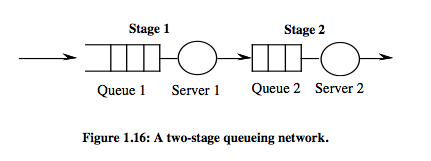 Stage 1 Stage 2
Queue 1 Server 1 Queue 2 Server 2
Figure 1.16: A two-stage queueing network.